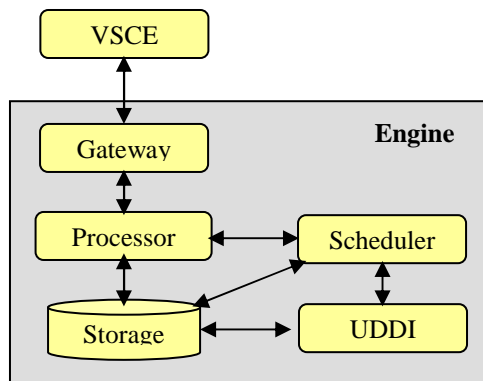 VSCE
Engine
Gateway
Processor
Scheduler
Storage
UDDI